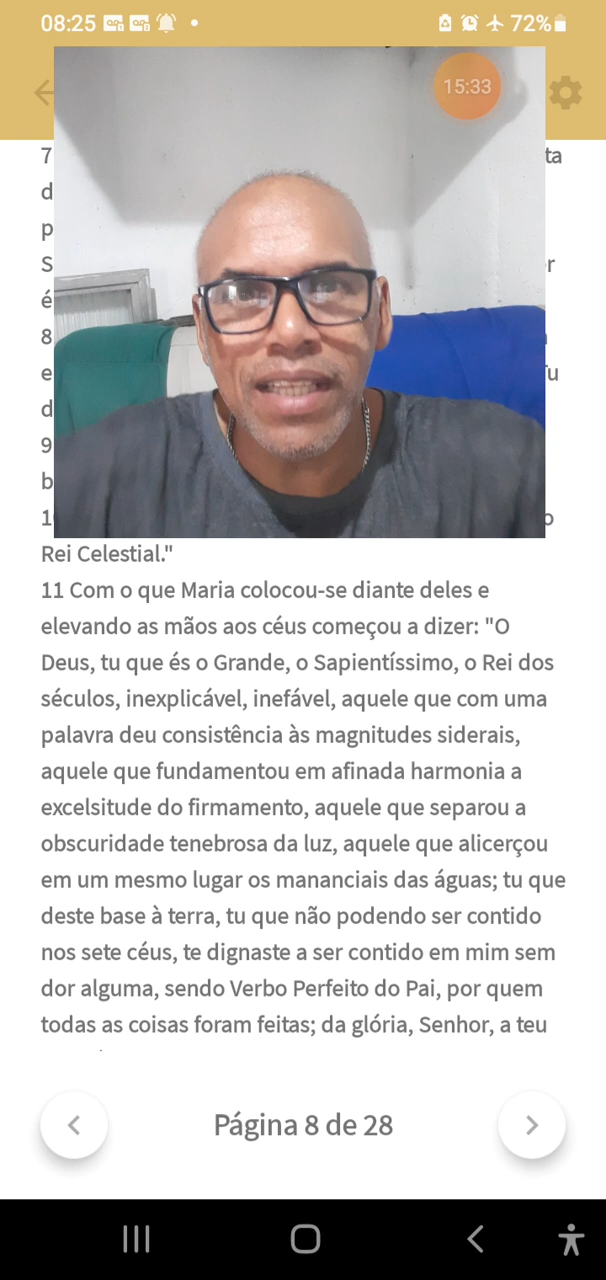 08:25
72%
15:33
7
ta
d
p
S
r
é
8
e
Tu
d
9
b
o
Rei Celestial."
11 Com o que Maria colocou-se diante deles e
elevando as mãos aos céus começou a dizer: "O
Deus, tu que és o Grande, o Sapientíssimo, o Rei dos
séculos, inexplicável, inefável, aquele que com uma
palavra deu consistência às magnitudes siderais,
aquele que fundamentou em afinada harmonia a
excelsitude do firmamento, aquele que separou a
obscuridade tenebrosa da luz, aquele que alicerçou
em um mesmo lugar os mananciais das águas; tu que
deste base à terra, tu que não podendo ser contido
nos sete céus, te dignaste a ser contido em mim sem
dor alguma, sendo Verbo Perfeito do Pai, por quem
todas as coisas foram feitas; da glória, Senhor, a teu
Página 8 de 28